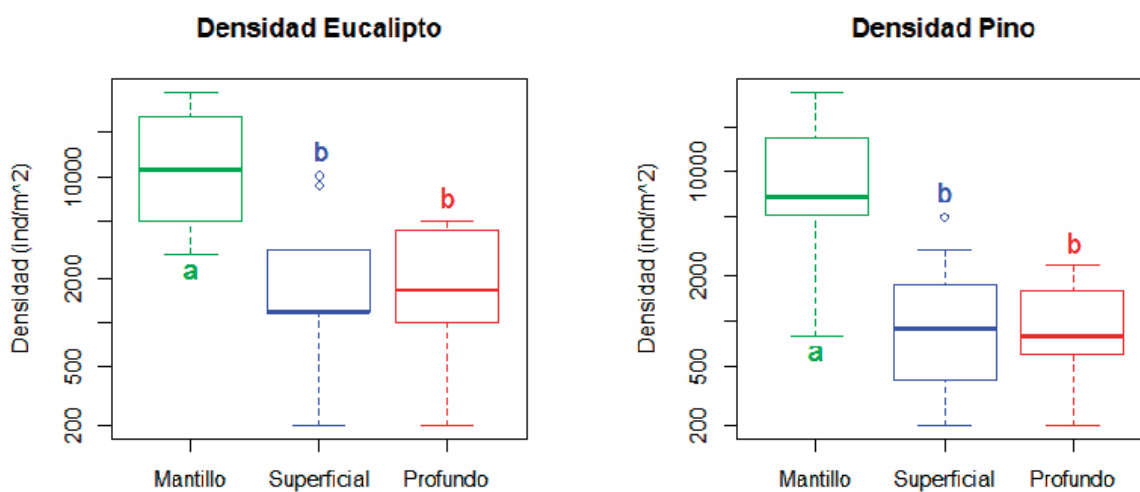 Densidad Eucalipto
Densidad (ind/m^2)
10000
2000
500
200
a
b
b
Mantillo
Superficial
Profundo
Densidad Pino
Densidad (ind/m^2)
10000
2000
500
200
a
b
b
Mantillo
Superficial
Profundo